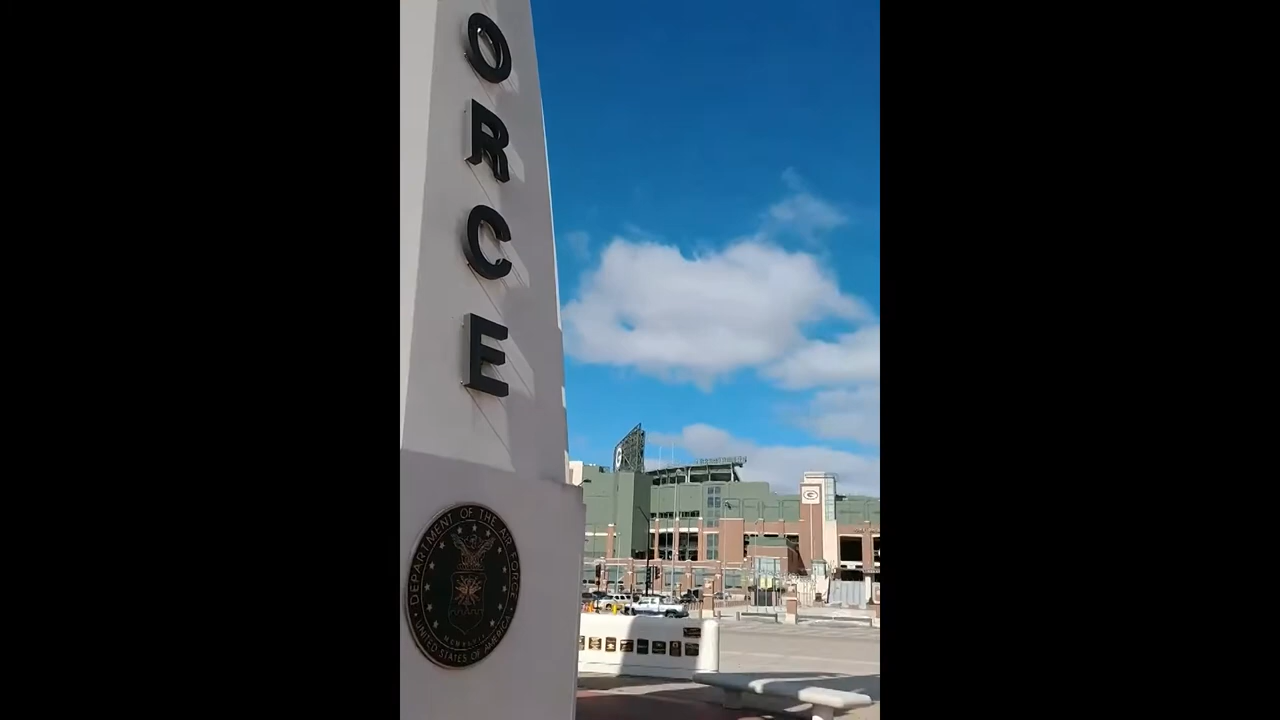 O
R
C
E
DEPARTMENT OF THE AIR FORCE
UNITED STATES OF AMERICA
G